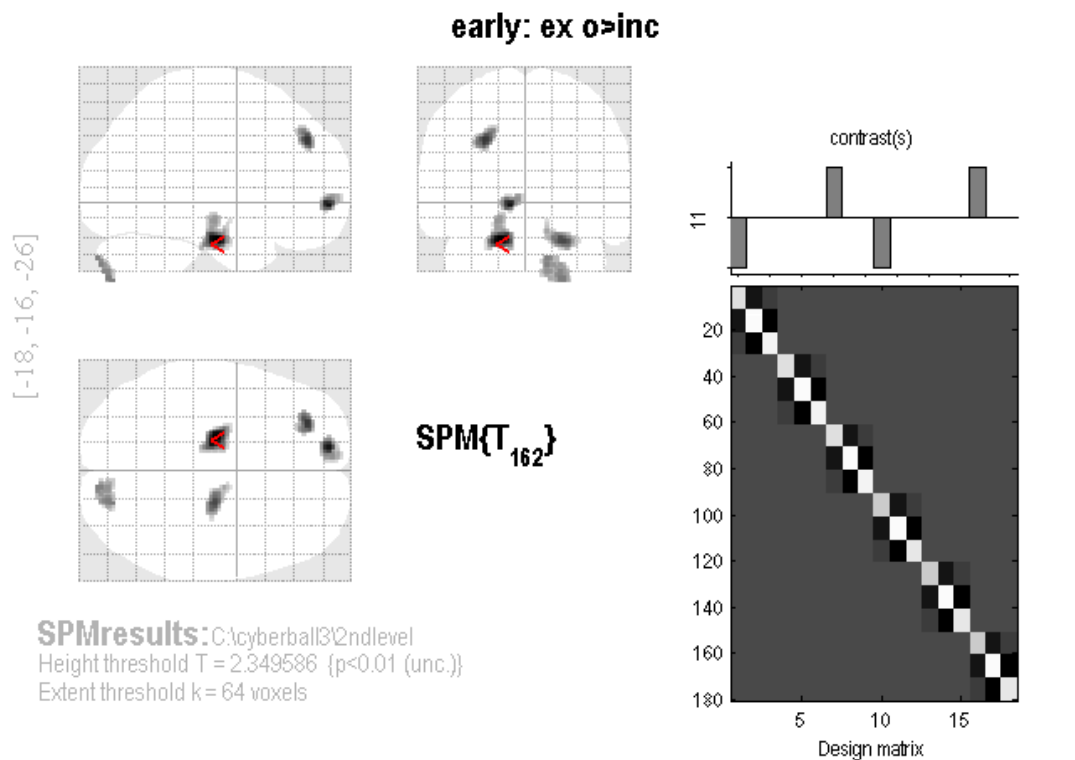 early: ex o>inc
[-18, -16, -26]
<
<
<
SPM{T162}
contrast(s)
11
20
40
60
80
100
120
140
160
180
5 10 15
Design matrix
SPMresults: C:\cyberball3\2ndlevel
Height threshold T = 2.349586 {p<0.01 (unc.)}
Extent threshold k = 64 voxels